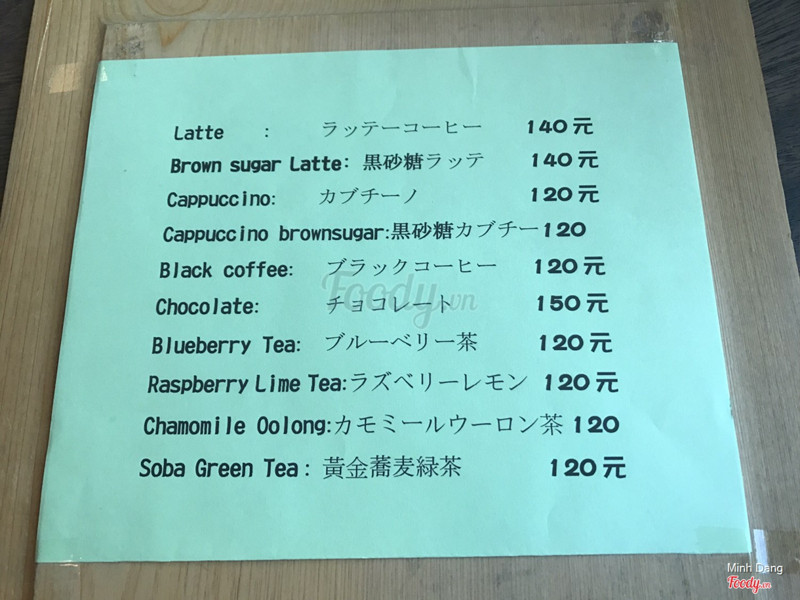 Latte : ラッテーコーヒー 140元
Brown sugar Latte: 黒砂糖ラッテ 140元
Cappuccino: カブチーノ 120元
Cappuccino brownsugar:黒砂糖カブチー120
Black coffee: ブラックコーヒー 120元
Chocolate: チョコレート 150元
Blueberry Tea: ブルーベリー茶 120元
Raspberry Lime Tea:ラズベリーレモン 120元
Chamomile Oolong:カモミールウーロン茶 120
Soba Green Tea: 黃金蕎麦緑茶 120元
Foody.vn
Minh Dang
Foody.vn